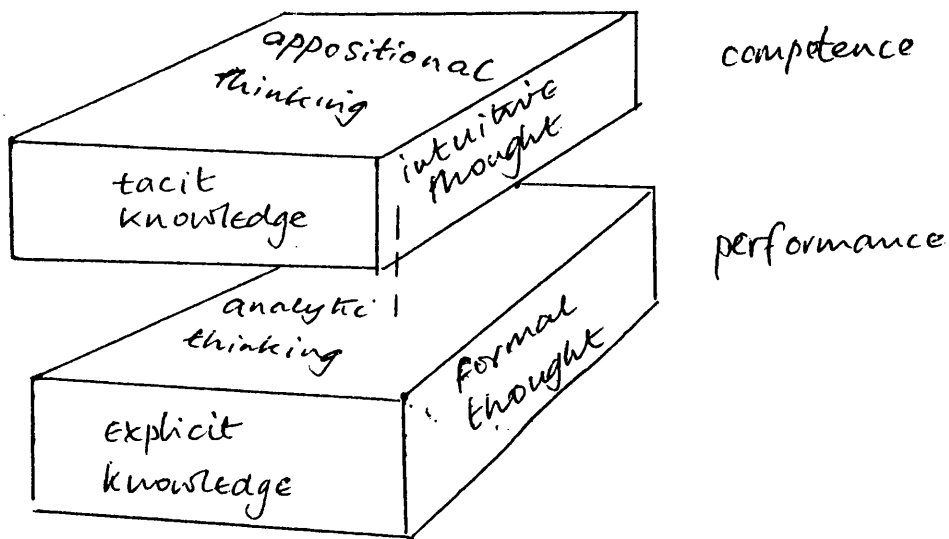 appositional
thinking
competence
intuitive
thought
tacit
knowledge
performance
analytic
thinking
formal
thought
explicit
knowledge